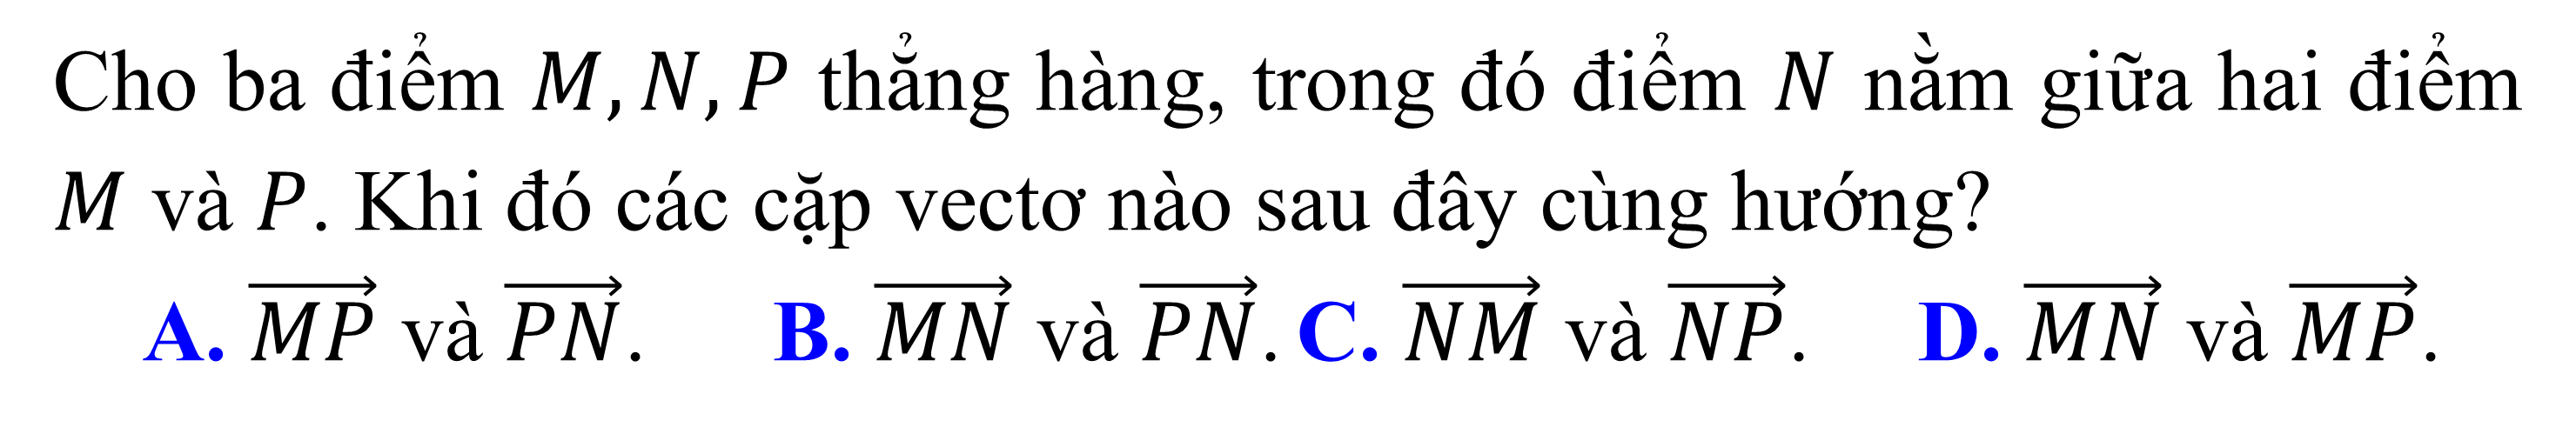 Cho ba điểm M, N, P thẳng hàng, trong đó điểm N nằm giữa hai điểm
M và P. Khi đó các cặp vectơ nào sau đây cùng hướng?
A. $\overrightarrow{MP}$ và $\overrightarrow{PN}$. B. $\overrightarrow{MN}$ và $\overrightarrow{PN}$. C. $\overrightarrow{NM}$ và $\overrightarrow{NP}$. D. $\overrightarrow{MN}$ và $\overrightarrow{MP}$.